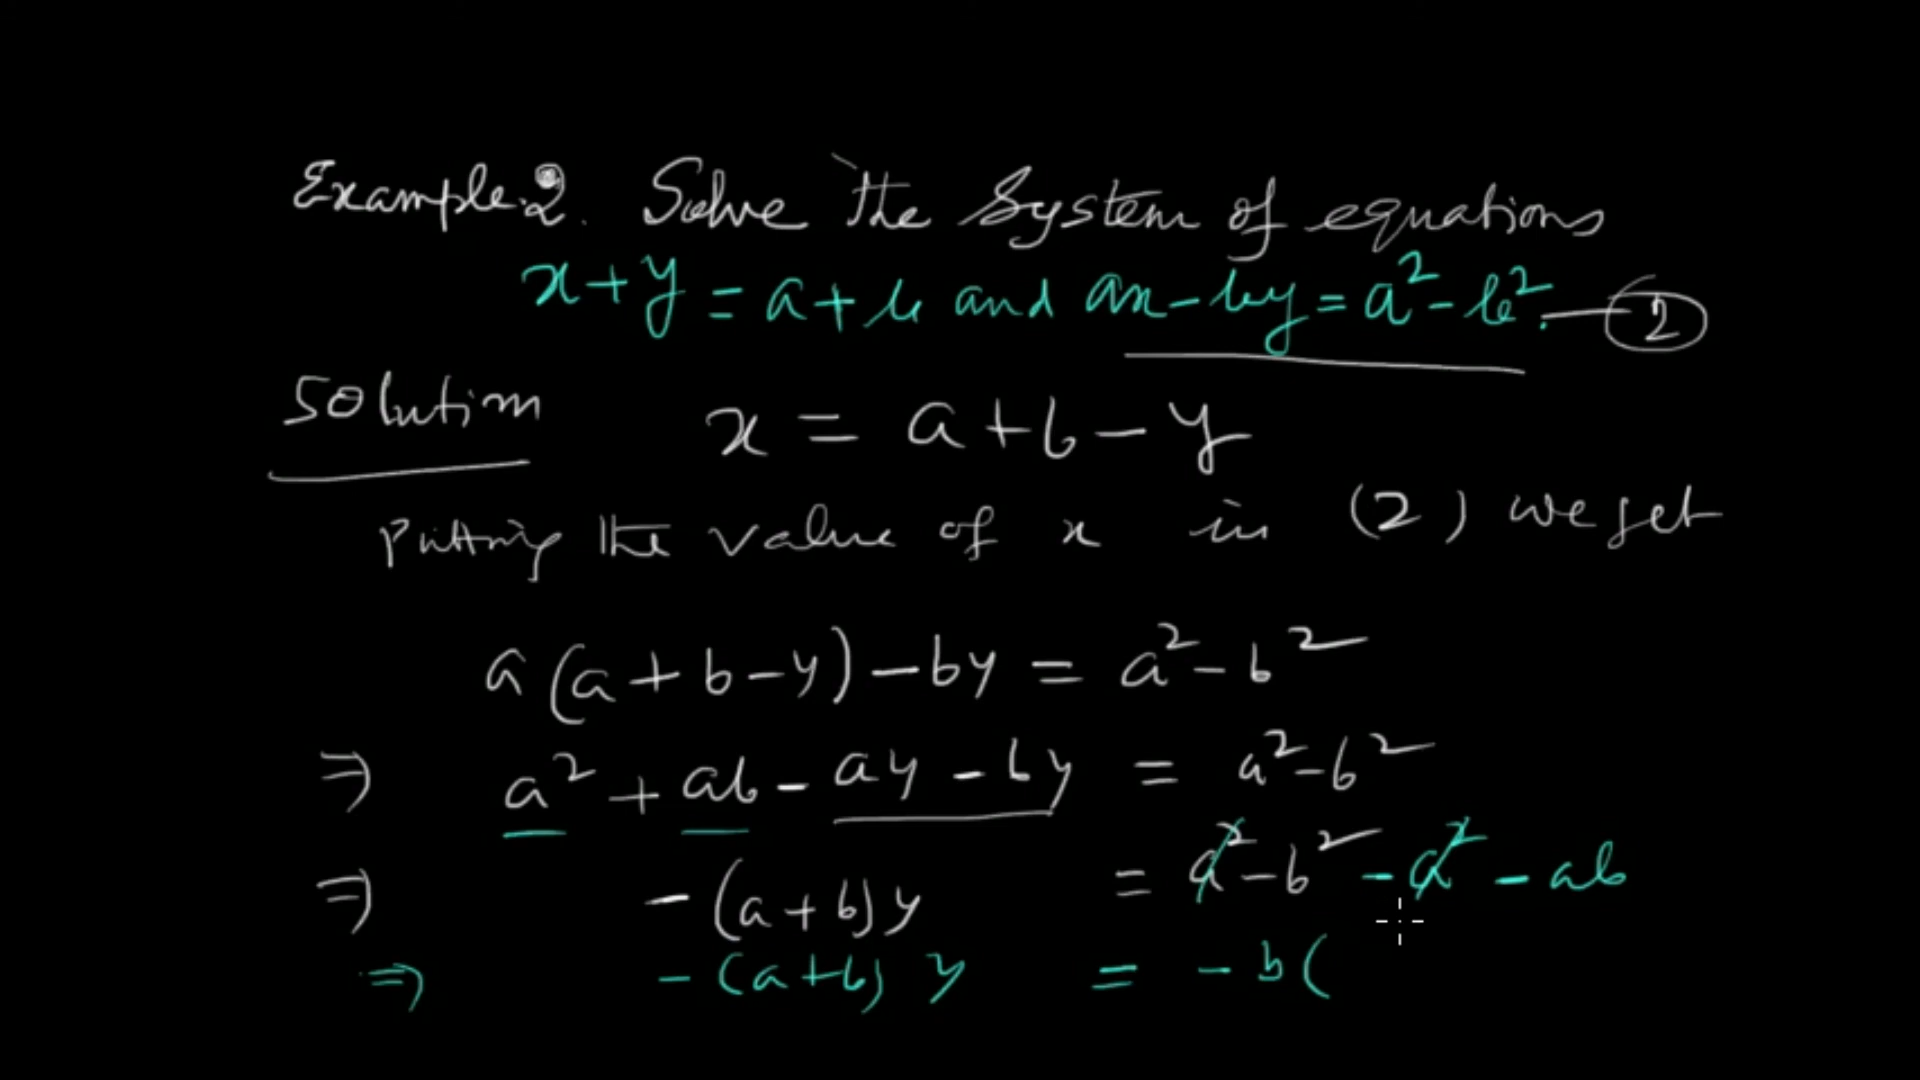 Example.2. Solve the System of equations
x + y = a + b and ax - by = a² - b². — 2
Solution x = a + b - y
Putting the value of x in (2) we get
a (a + b - y) - by = a² - b²
⇒ a² + ab - ay - by = a² - b²
⇒ - (a + b) y = a² - b² - a² - ab
⇒ - (a + b) y = - b (